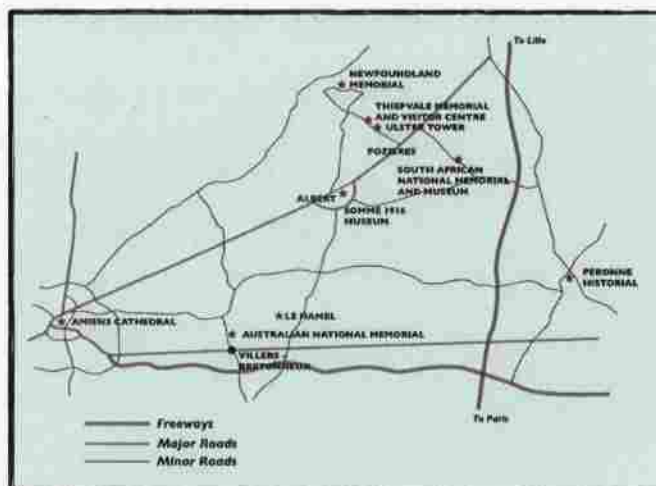 To Lille
NEWFOUNDLAND
MEMORIAL
THIEPVALE MEMORIAL
AND VISITOR CENTRE
ULSTER TOWER
POZIERES
SOUTH AFRICAN
NATIONAL MEMORIAL
AND MUSEUM
ALBERT
SOMME 1916
MUSEUM
PERONNE
HISTORIAL
LE HAMEL
AMIENS CATHEDRAL
AUSTRALIAN NATIONAL MEMORIAL
VILLERS
BRETONNEUX
To Paris
Freeways
Major Roads
Minor Roads